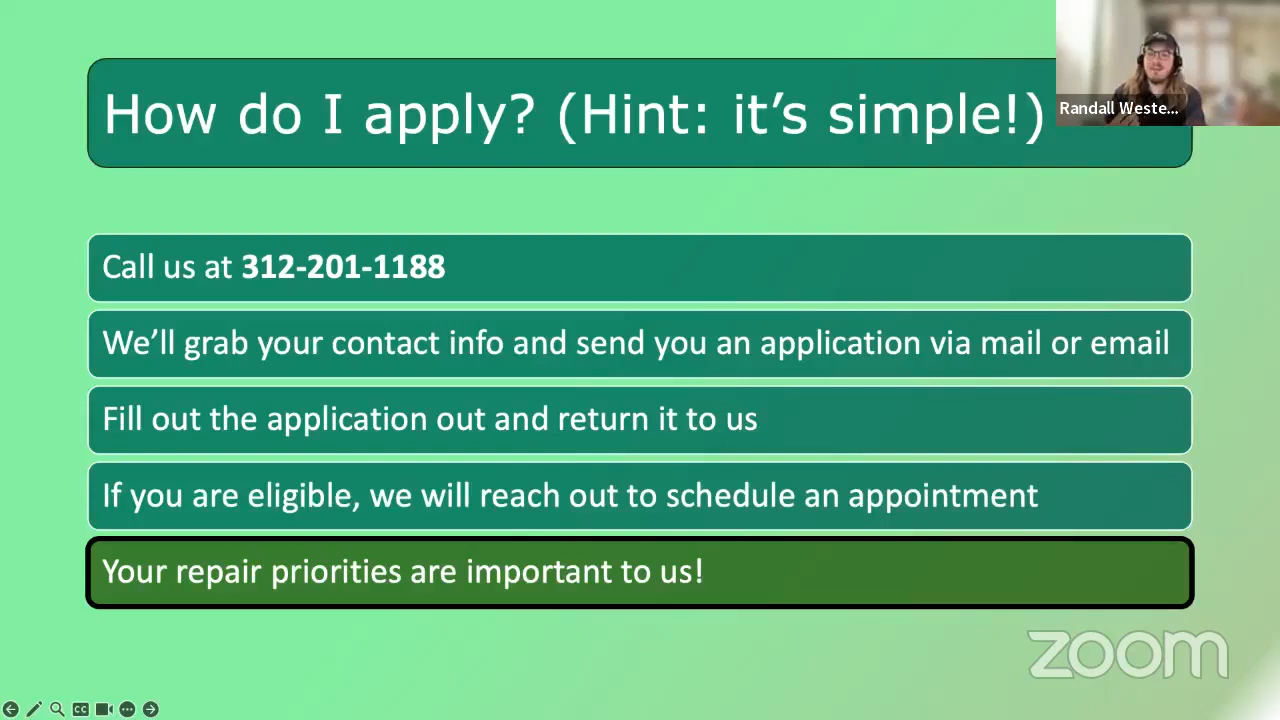 How do I apply? (Hint: it's simple!)
Randall Weste...
Call us at 312-201-1188
We'll grab your contact info and send you an application via mail or email
Fill out the application out and return it to us
If you are eligible, we will reach out to schedule an appointment
Your repair priorities are important to us!
zoom
CC